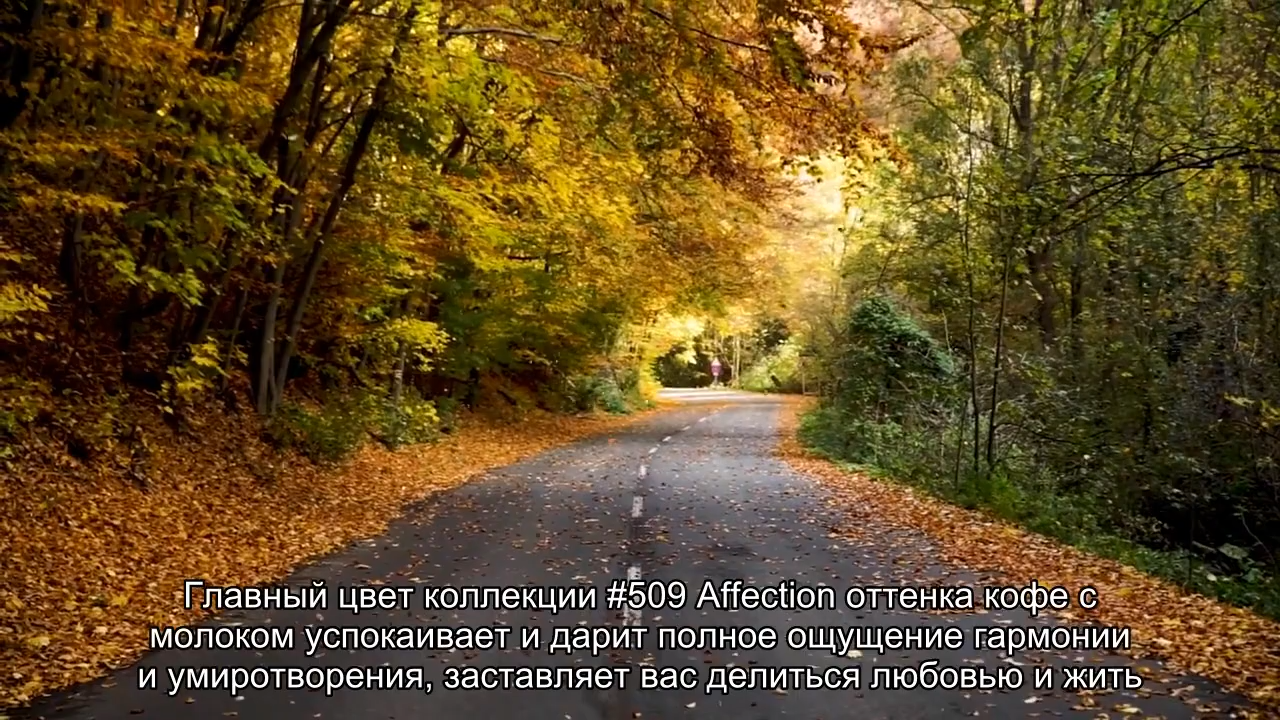 Главный цвет коллекции #509 Affection оттенка кофе с
молоком успокаивает и дарит полное ощущение гармонии
и умиротворения, заставляет вас делиться любовью и жить